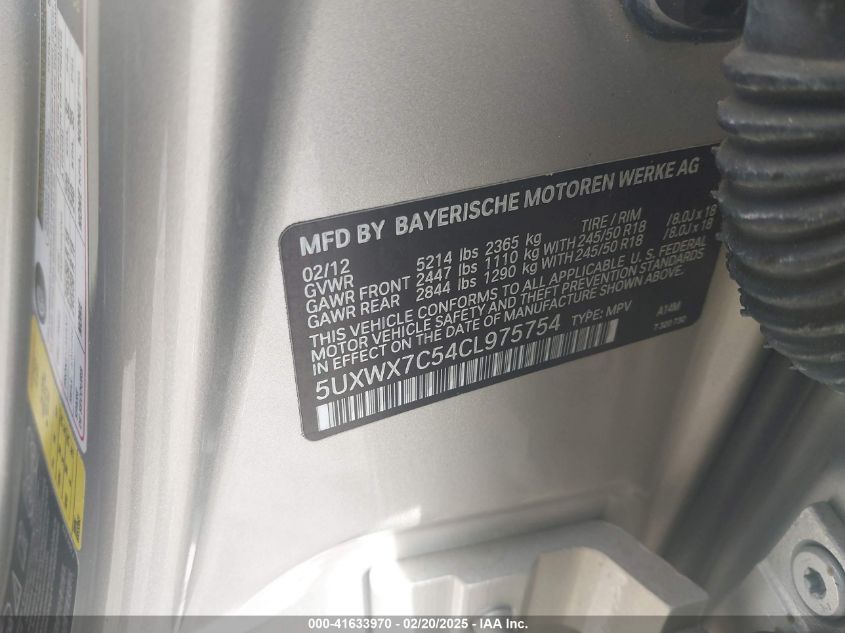 MFD BY BAYERISCHE MOTOREN WERKE AG
02/12 TIRE / RIM
GVWR 5214 lbs 2365 kg
GAWR FRONT 2447 lbs 1110 kg WITH 245/50 R18 /8.0J x 18
GAWR REAR 2844 lbs 1290 kg WITH 245/50 R18 /8.0J x 18
THIS VEHICLE CONFORMS TO ALL APPLICABLE U. S. FEDERAL
MOTOR VEHICLE SAFETY AND THEFT PREVENTION STANDARDS
IN EFFECT ON THE DATE OF MANUFACTURE SHOWN ABOVE.
5UXWX7C54CL975754 TYPE: MPV A14M
T320730
000-41633970 - 02/20/2025 - IAA Inc.